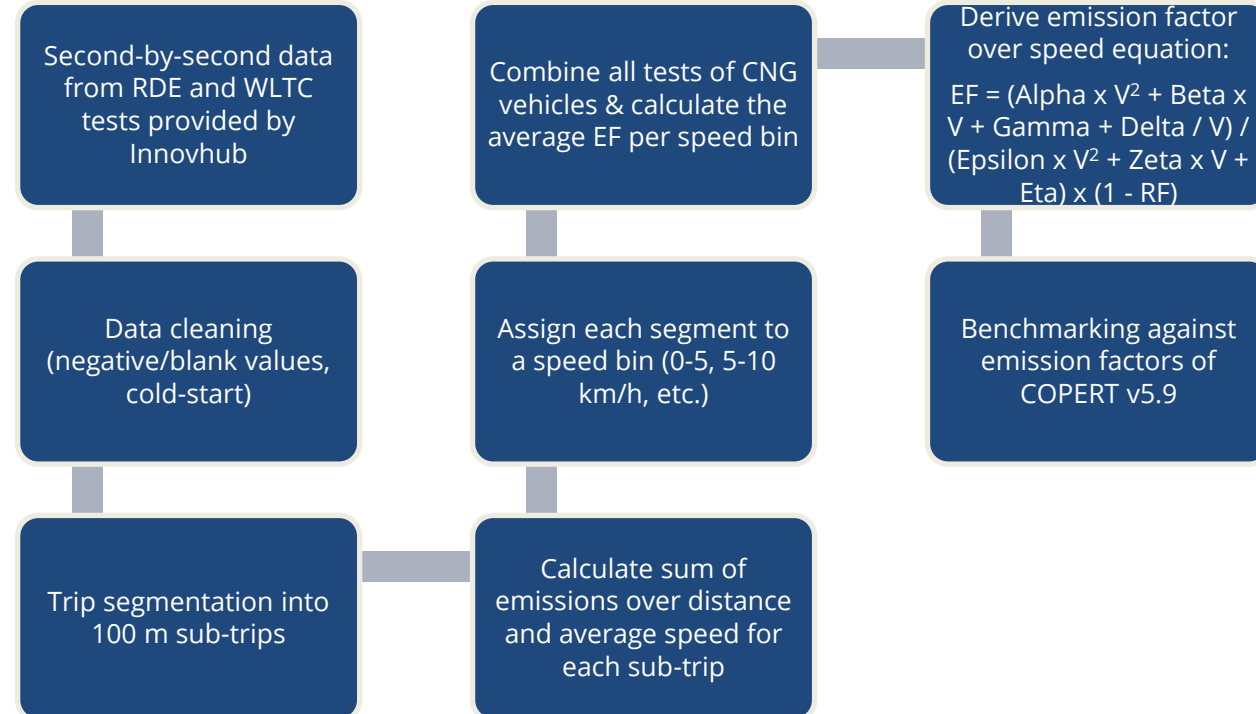 Second-by-second data
from RDE and WLTC
tests provided by
Innovhub
Data cleaning
(negative/blank values,
cold-start)
Trip segmentation into
100 m sub-trips
Calculate sum of
emissions over distance
and average speed for
each sub-trip
Assign each segment to
a speed bin (0-5, 5-10
km/h, etc.)
Combine all tests of CNG
vehicles & calculate the
average EF per speed bin
Derive emission factor
over speed equation:
EF = (Alpha x V² + Beta x
V + Gamma + Delta / V) /
(Epsilon x V² + Zeta x V +
Eta) x (1 - RF)
Benchmarking against
emission factors of
COPERT v5.9